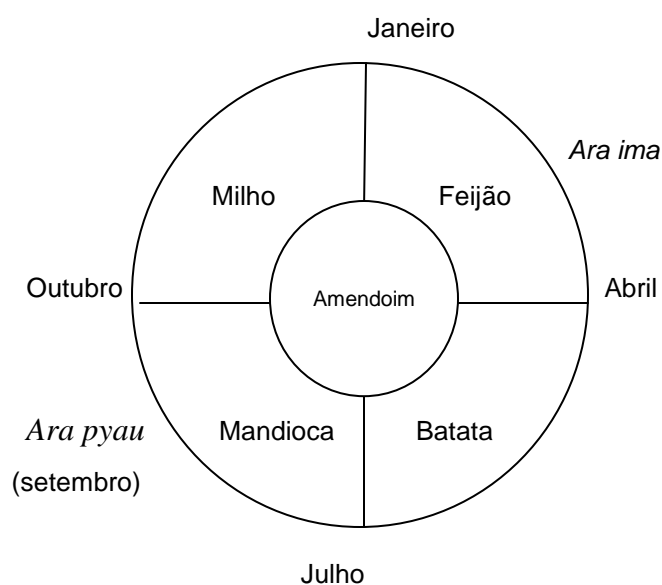 Janeiro
Ara ima
Milho
Feijão
Outubro
Amendoim
Abril
Ara pyau
(setembro)
Mandioca
Batata
Julho